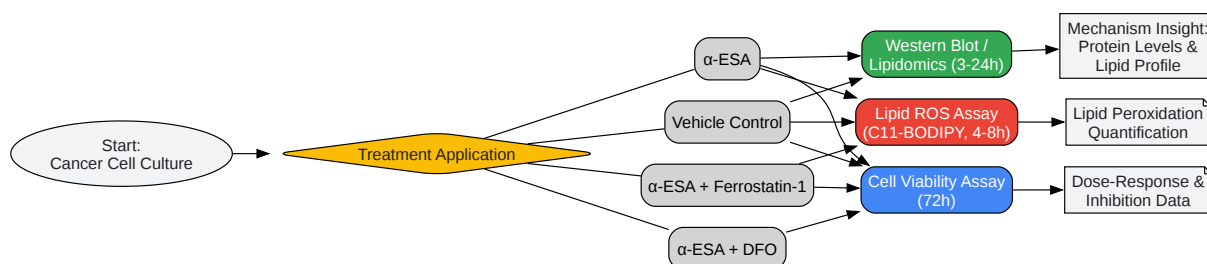 Start:
Cancer Cell Culture
Treatment Application
α-ESA
Vehicle Control
α-ESA + Ferrostatin-1
α-ESA + DFO
Western Blot /
Lipidomics (3-24h)
Lipid ROS Assay
(C11-BODIPY, 4-8h)
Cell Viability Assay
(72h)
Mechanism Insight:
Protein Levels &
Lipid Profile
Lipid Peroxidation
Quantification
Dose-Response &
Inhibition Data